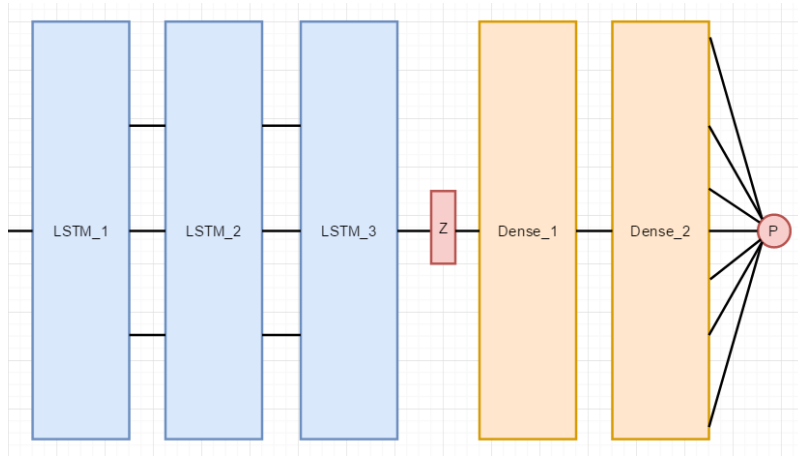 LSTM_1
LSTM_2
LSTM_3
Z
Dense_1
Dense_2
P